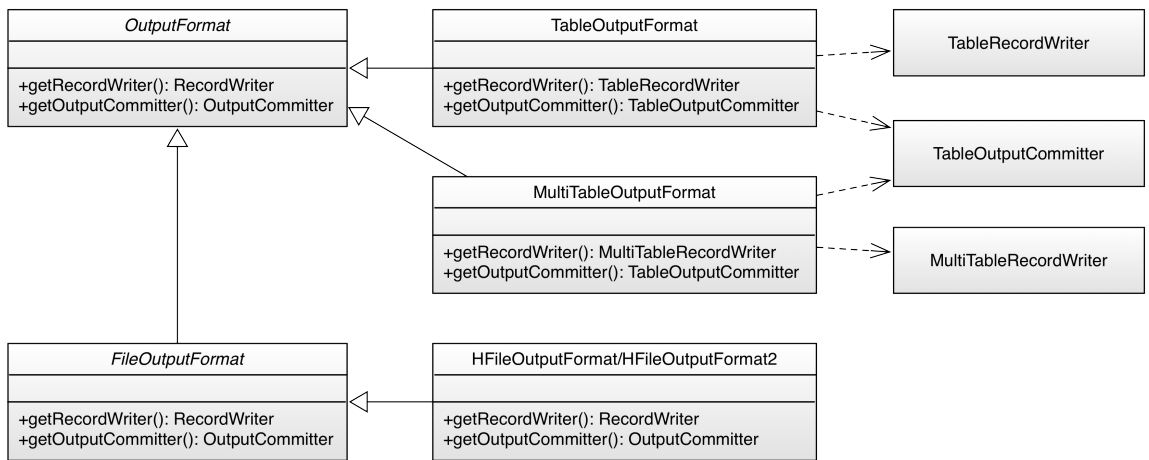 OutputFormat
+getRecordWriter(): RecordWriter
+getOutputCommitter(): OutputCommitter
TableOutputFormat
+getRecordWriter(): TableRecordWriter
+getOutputCommitter(): TableOutputCommitter
TableRecordWriter
TableOutputCommitter
MultiTableOutputFormat
+getRecordWriter(): MultiTableRecordWriter
+getOutputCommitter(): TableOutputCommitter
MultiTableRecordWriter
FileOutputFormat
+getRecordWriter(): RecordWriter
+getOutputCommitter(): OutputCommitter
HFileOutputFormat/HFileOutputFormat2
+getRecordWriter(): RecordWriter
+getOutputCommitter(): OutputCommitter